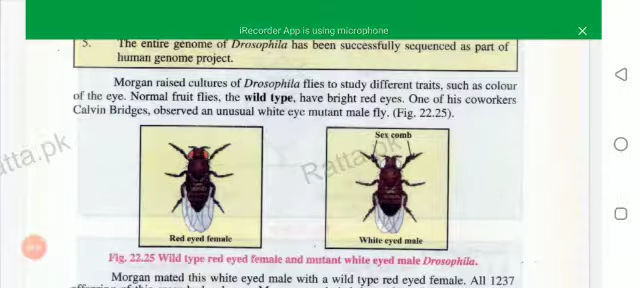 iRecorder App is using microphone
5. The entire genome of Drosophila has been successfully sequenced as part of
human genome project.
Morgan raised cultures of Drosophila flies to study different traits, such as colour
of the eye. Normal fruit flies, the wild type, have bright red eyes. One of his coworkers
Calvin Bridges, observed an unusual white eye mutant male fly. (Fig. 22.25).
Sex comb
atta.pk
Ratta.pk
Red eyed female
White eyed male
Fig. 22.25 Wild type red eyed female and mutant white eyed male Drosophila.
Morgan mated this white eyed male with a wild type red eyed female. All 1237